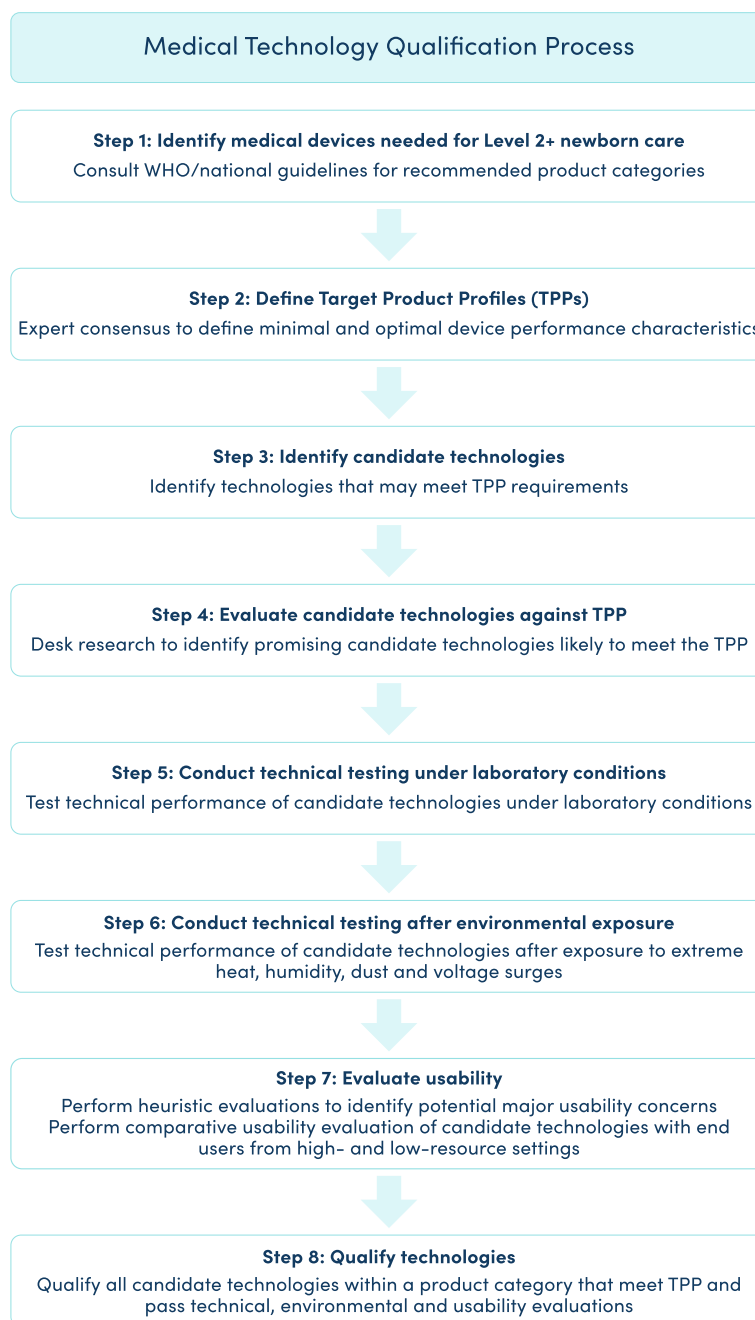 Medical Technology Qualification Process
Step 1: Identify medical devices needed for Level 2+ newborn care
Consult WHO/national guidelines for recommended product categories
Step 2: Define Target Product Profiles (TPPs)
Expert consensus to define minimal and optimal device performance characteristics
Step 3: Identify candidate technologies
Identify technologies that may meet TPP requirements
Step 4: Evaluate candidate technologies against TPP
Desk research to identify promising candidate technologies likely to meet the TPP
Step 5: Conduct technical testing under laboratory conditions
Test technical performance of candidate technologies under laboratory conditions
Step 6: Conduct technical testing after environmental exposure
Test technical performance of candidate technologies after exposure to extreme
heat, humidity, dust and voltage surges
Step 7: Evaluate usability
Perform heuristic evaluations to identify potential major usability concerns
Perform comparative usability evaluation of candidate technologies with end
users from high- and low-resource settings
Step 8: Qualify technologies
Qualify all candidate technologies within a product category that meet TPP and
pass technical, environmental and usability evaluations